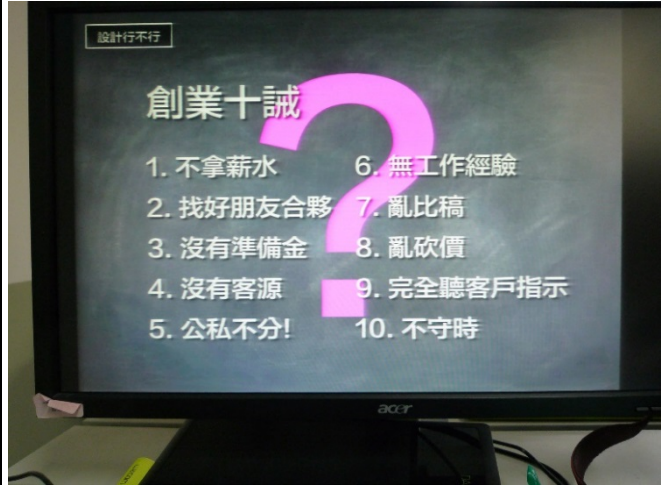 設計行不行
創業十誡
1. 不拿薪水
2. 找好朋友合夥
3. 沒有準備金
4. 沒有客源
5. 公私不分!
6. 無工作經驗
7. 亂比稿
8. 亂砍價
9. 完全聽客戶指示
10. 不守時
?
acer